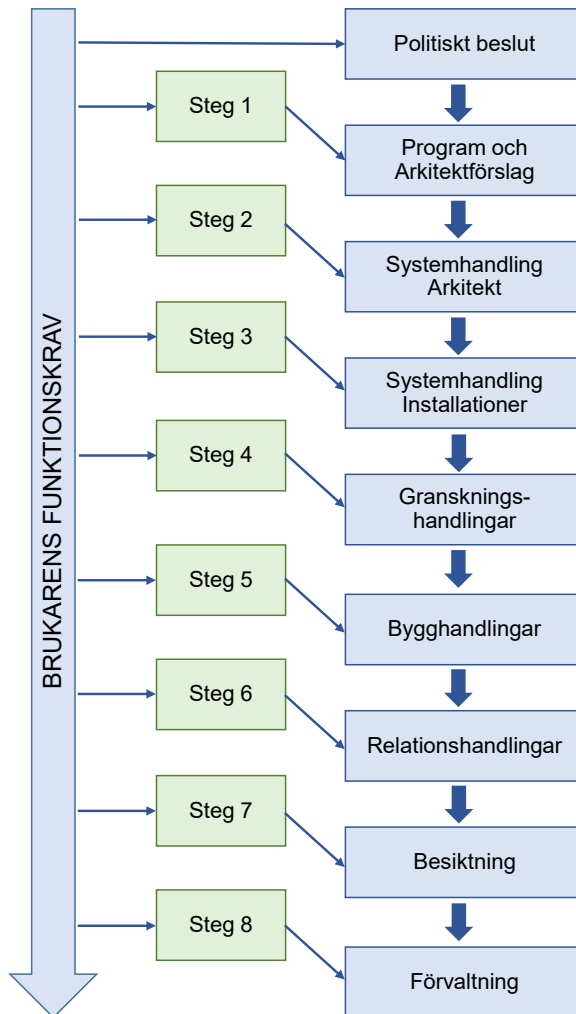 BRUKARENS FUNKTIONSKRAV
Politiskt beslut
Steg 1
Program och
Arkitektförslag
Steg 2
Systemhandling
Arkitekt
Steg 3
Systemhandling
Installationer
Steg 4
Gransknings-
handlingar
Steg 5
Bygghandlingar
Steg 6
Relationshandlingar
Steg 7
Besiktning
Steg 8
Förvaltning